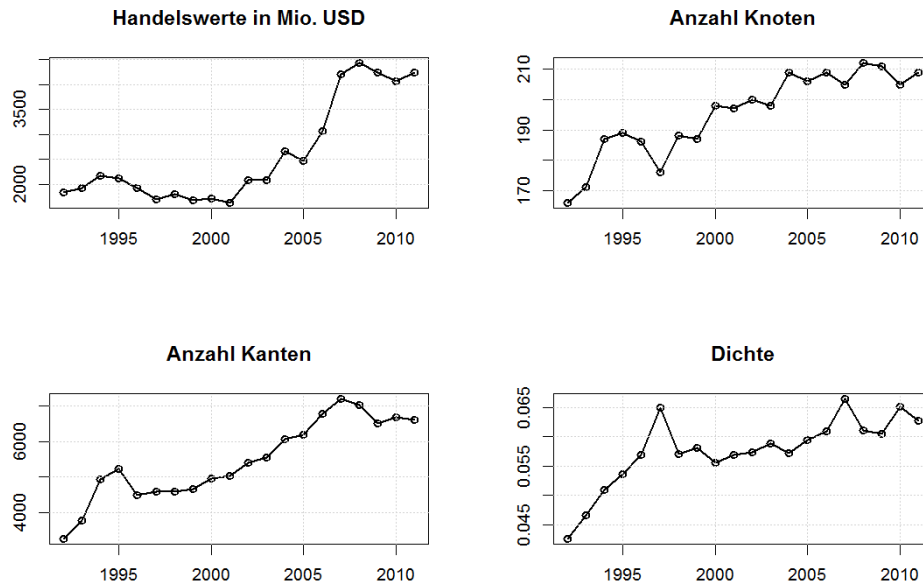 Handelswerte in Mio. USD
3500
2000
1995 2000 2005 2010
Anzahl Knoten
210
190
170
1995 2000 2005 2010
Anzahl Kanten
6000
4000
1995 2000 2005 2010
Dichte
0.065
0.055
0.045
1995 2000 2005 2010